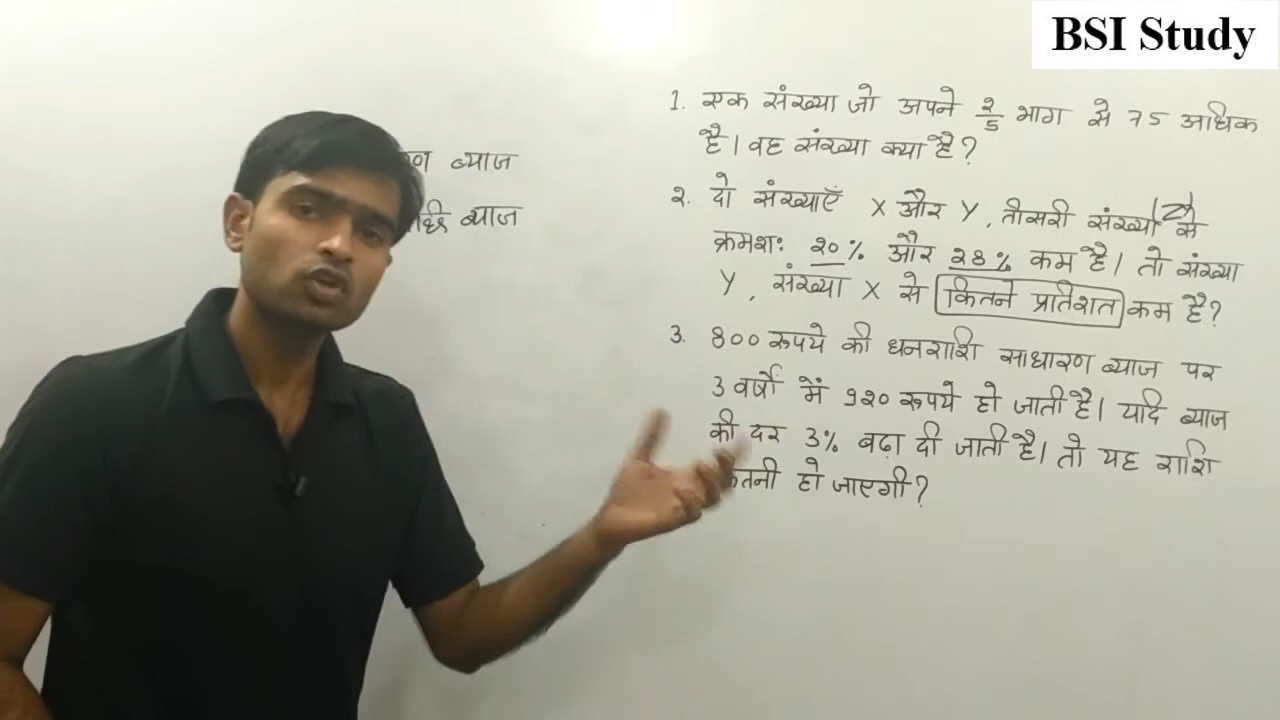 BSI Study
ब्याज
ब्याज
1. एक संख्या जो अपने 2/5 भाग से 75 अधिक
है। वह संख्या क्या है?
2. दो संख्याएँ X और Y, तीसरी संख्या (Z) से
क्रमशः 20% और 28% कम है। तो संख्या
Y, संख्या X से कितने प्रतिशत कम है?
3. 800 रुपये की धनराशि साधारण ब्याज पर
3 वर्षों में 920 रुपये हो जाती है। यदि ब्याज
की दर 3% बढ़ा दी जाती है। तो यह राशि
हो जाएगी?